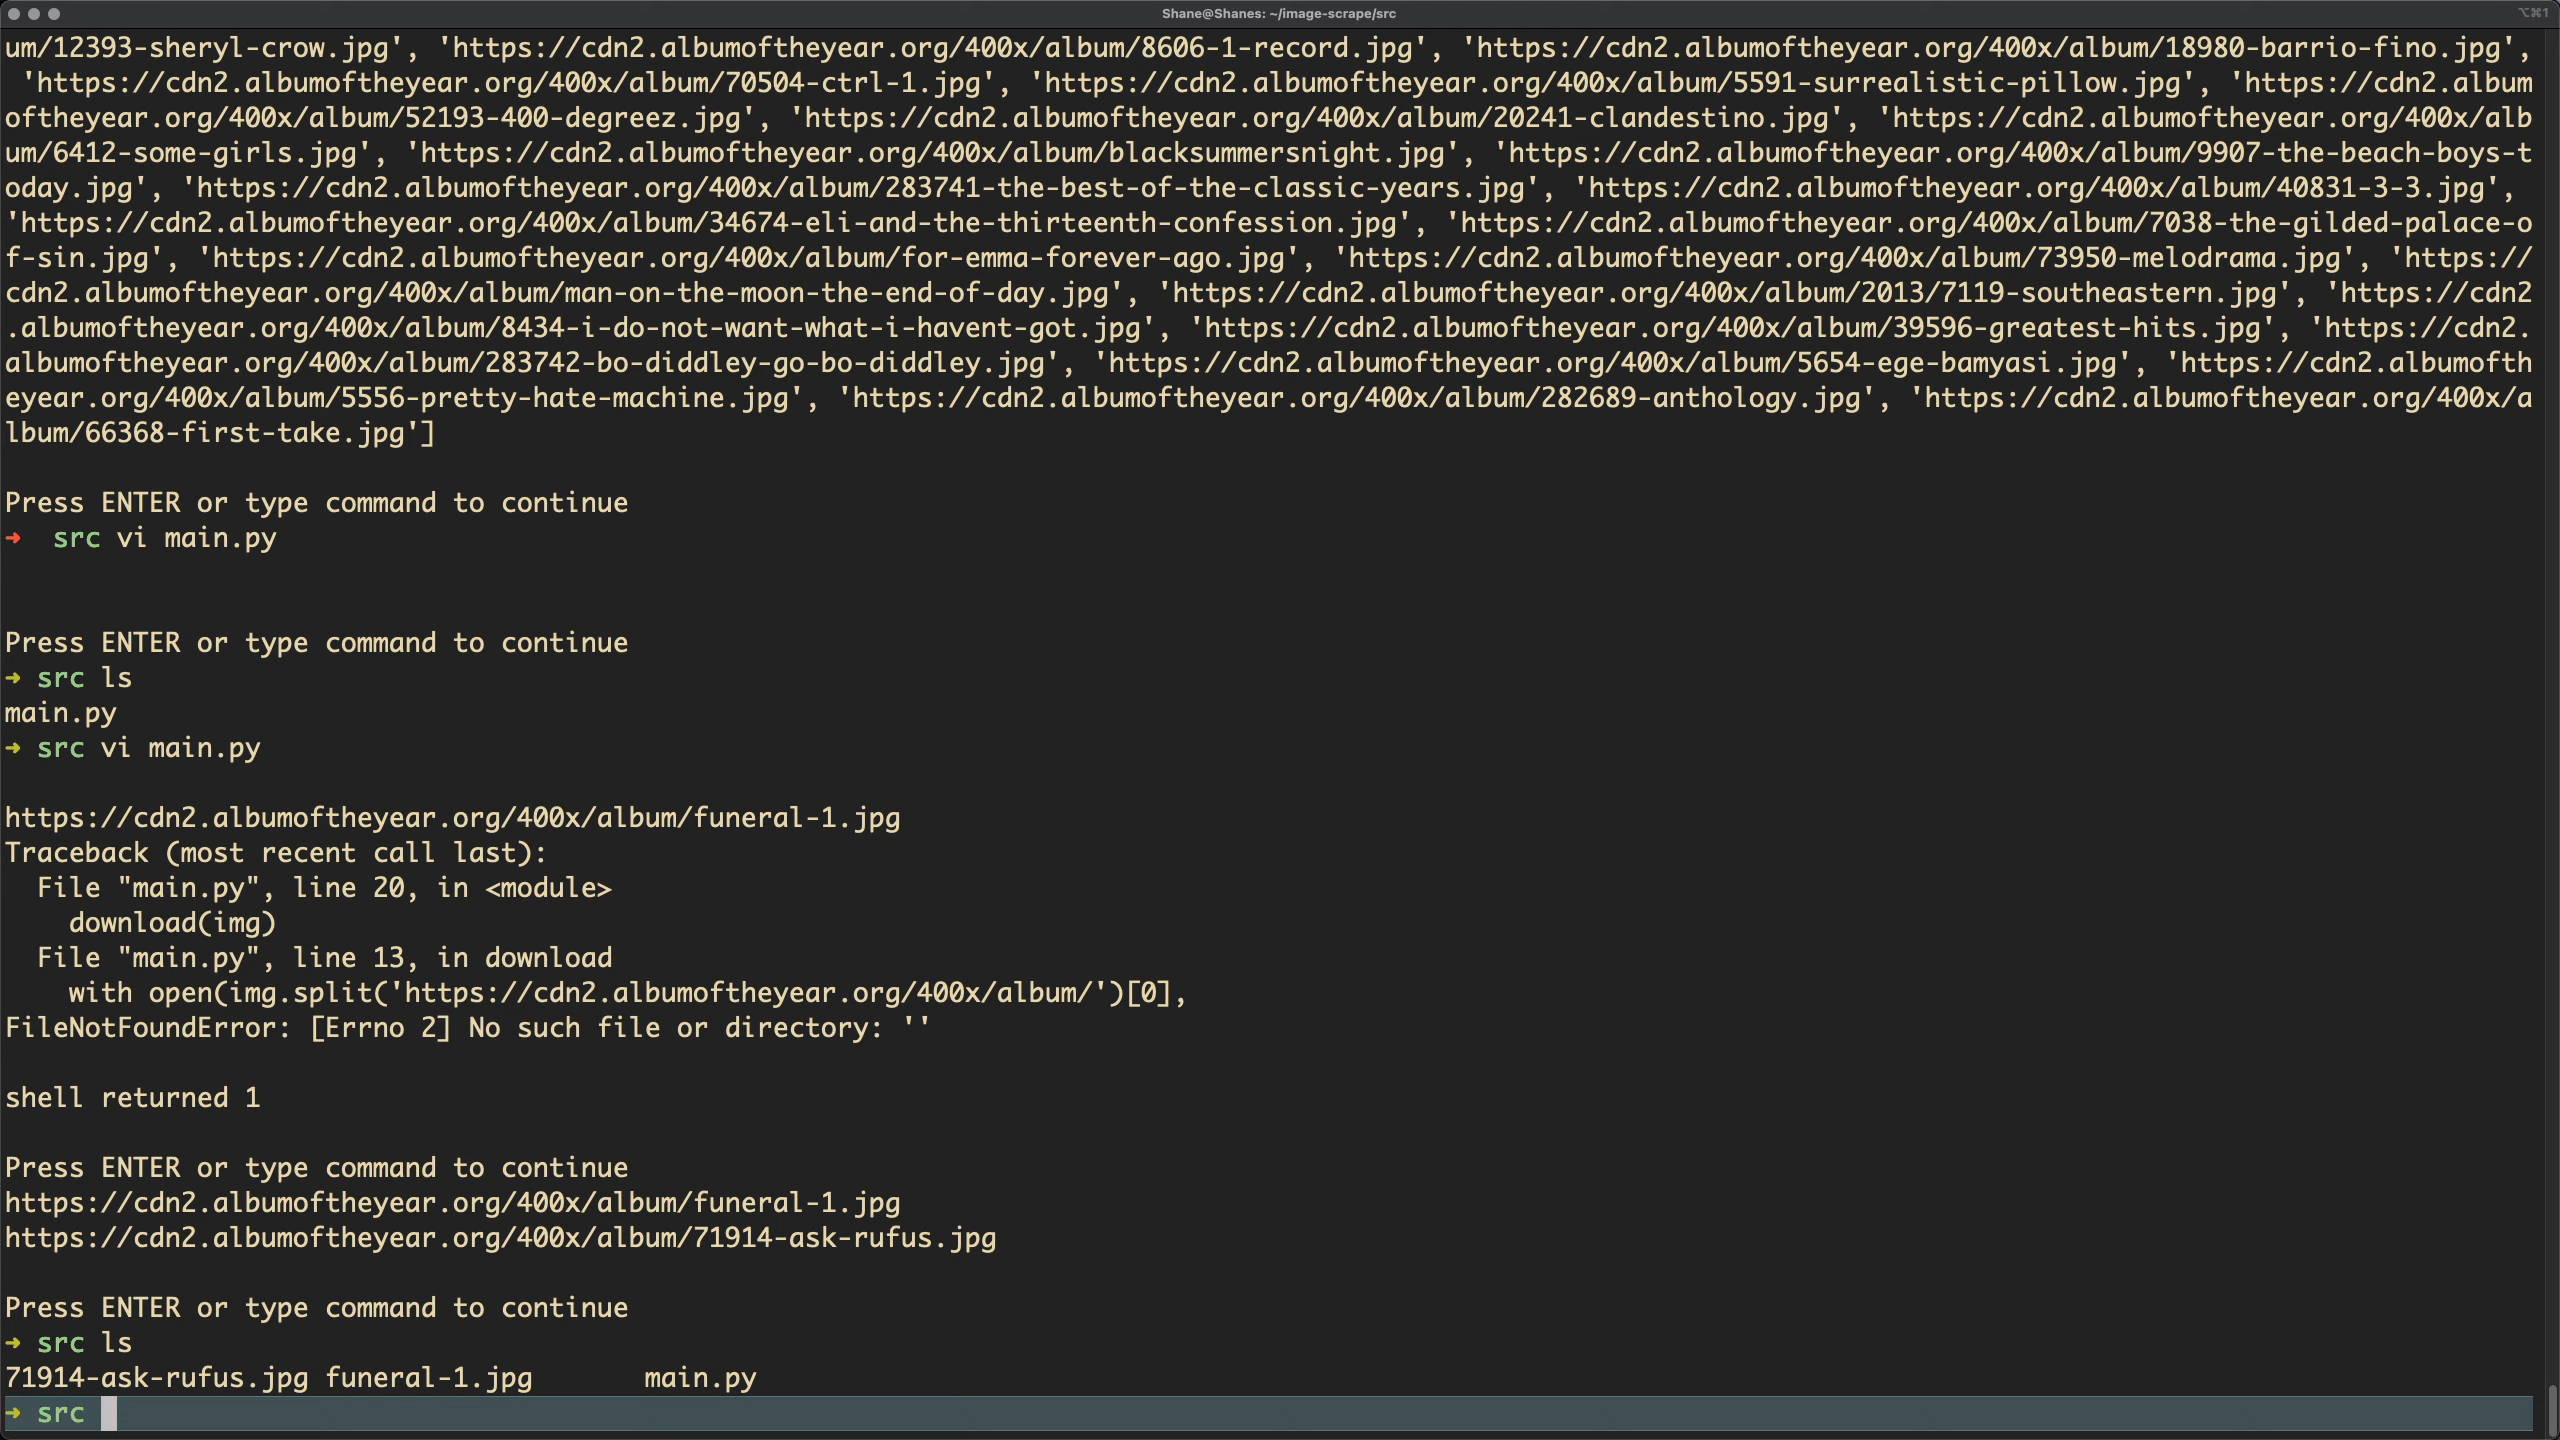 Shane@Shanes: ~/image-scrape/src
⌥⌘1
um/12393-sheryl-crow.jpg', 'https://cdn2.albumoftheyear.org/400x/album/8606-1-record.jpg', 'https://cdn2.albumoftheyear.org/400x/album/18980-barrio-fino.jpg',
 'https://cdn2.albumoftheyear.org/400x/album/70504-ctrl-1.jpg', 'https://cdn2.albumoftheyear.org/400x/album/5591-surrealistic-pillow.jpg', 'https://cdn2.album
oftheyear.org/400x/album/52193-400-degreez.jpg', 'https://cdn2.albumoftheyear.org/400x/album/20241-clandestino.jpg', 'https://cdn2.albumoftheyear.org/400x/alb
um/6412-some-girls.jpg', 'https://cdn2.albumoftheyear.org/400x/album/blacksummersnight.jpg', 'https://cdn2.albumoftheyear.org/400x/album/9907-the-beach-boys-t
oday.jpg', 'https://cdn2.albumoftheyear.org/400x/album/283741-the-best-of-the-classic-years.jpg', 'https://cdn2.albumoftheyear.org/400x/album/40831-3-3.jpg',
'https://cdn2.albumoftheyear.org/400x/album/34674-eli-and-the-thirteenth-confession.jpg', 'https://cdn2.albumoftheyear.org/400x/album/7038-the-gilded-palace-o
f-sin.jpg', 'https://cdn2.albumoftheyear.org/400x/album/for-emma-forever-ago.jpg', 'https://cdn2.albumoftheyear.org/400x/album/73950-melodrama.jpg', 'https://
cdn2.albumoftheyear.org/400x/album/man-on-the-moon-the-end-of-day.jpg', 'https://cdn2.albumoftheyear.org/400x/album/2013/7119-southeastern.jpg', 'https://cdn2
.albumoftheyear.org/400x/album/8434-i-do-not-want-what-i-havent-got.jpg', 'https://cdn2.albumoftheyear.org/400x/album/39596-greatest-hits.jpg', 'https://cdn2.
albumoftheyear.org/400x/album/283742-bo-diddley-go-bo-diddley.jpg', 'https://cdn2.albumoftheyear.org/400x/album/5654-ege-bamyasi.jpg', 'https://cdn2.albumofth
eyear.org/400x/album/5556-pretty-hate-machine.jpg', 'https://cdn2.albumoftheyear.org/400x/album/282689-anthology.jpg', 'https://cdn2.albumoftheyear.org/400x/a
lbum/66368-first-take.jpg']
Press ENTER or type command to continue
➜  src vi main.py
Press ENTER or type command to continue
➜ src ls
main.py
➜ src vi main.py
https://cdn2.albumoftheyear.org/400x/album/funeral-1.jpg
Traceback (most recent call last):
  File "main.py", line 20, in <module>
    download(img)
  File "main.py", line 13, in download
    with open(img.split('https://cdn2.albumoftheyear.org/400x/album/')[0],
FileNotFoundError: [Errno 2] No such file or directory: ''
shell returned 1
Press ENTER or type command to continue
https://cdn2.albumoftheyear.org/400x/album/funeral-1.jpg
https://cdn2.albumoftheyear.org/400x/album/71914-ask-rufus.jpg
Press ENTER or type command to continue
➜ src ls
71914-ask-rufus.jpg funeral-1.jpg       main.py
➜ src